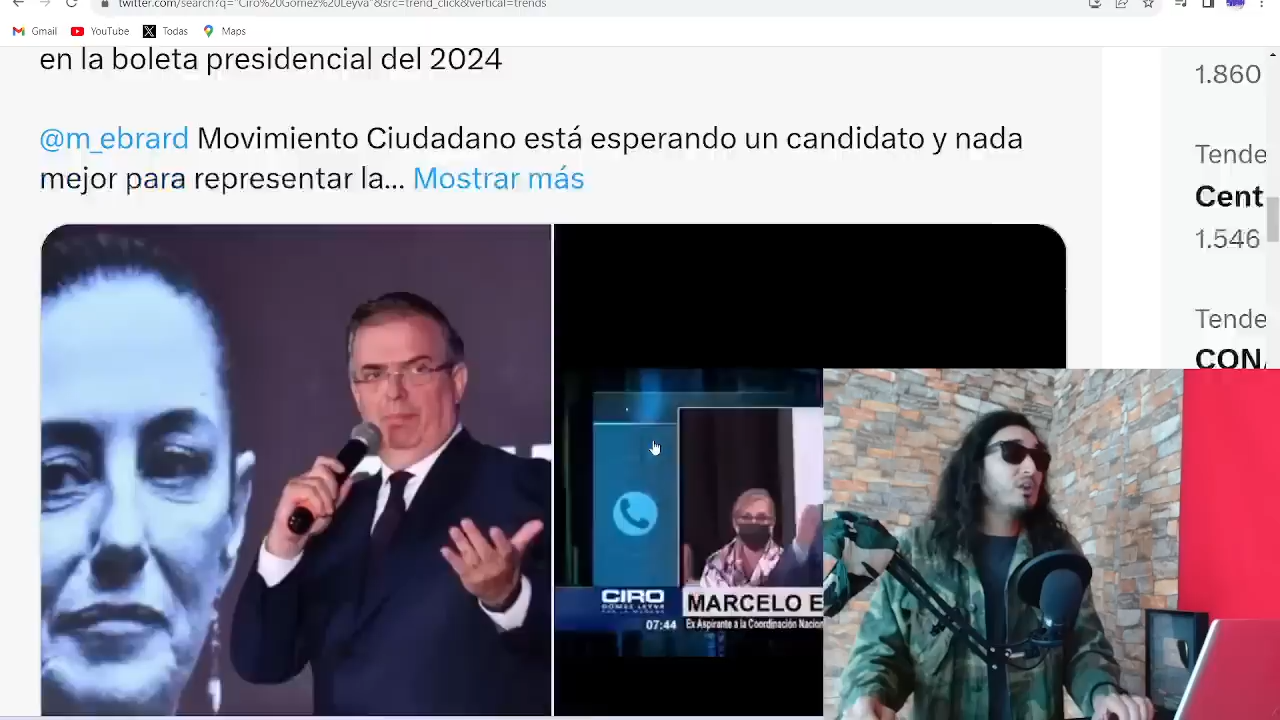 twitter.com/search?q="Ciro%20Gómez%20Leyva"&src=trend_click&vertical=trends
Gmail YouTube Todas Maps
en la boleta presidencial del 2024
@m_ebrard Movimiento Ciudadano está esperando un candidato y nada
mejor para representar la... Mostrar más
1.860
Tende
Cent
1.546
Tende
CON
CIRO
GÓMEZ LEYVA
07:44
MARCELO E
Ex Aspirante a la Coordinación Nacion